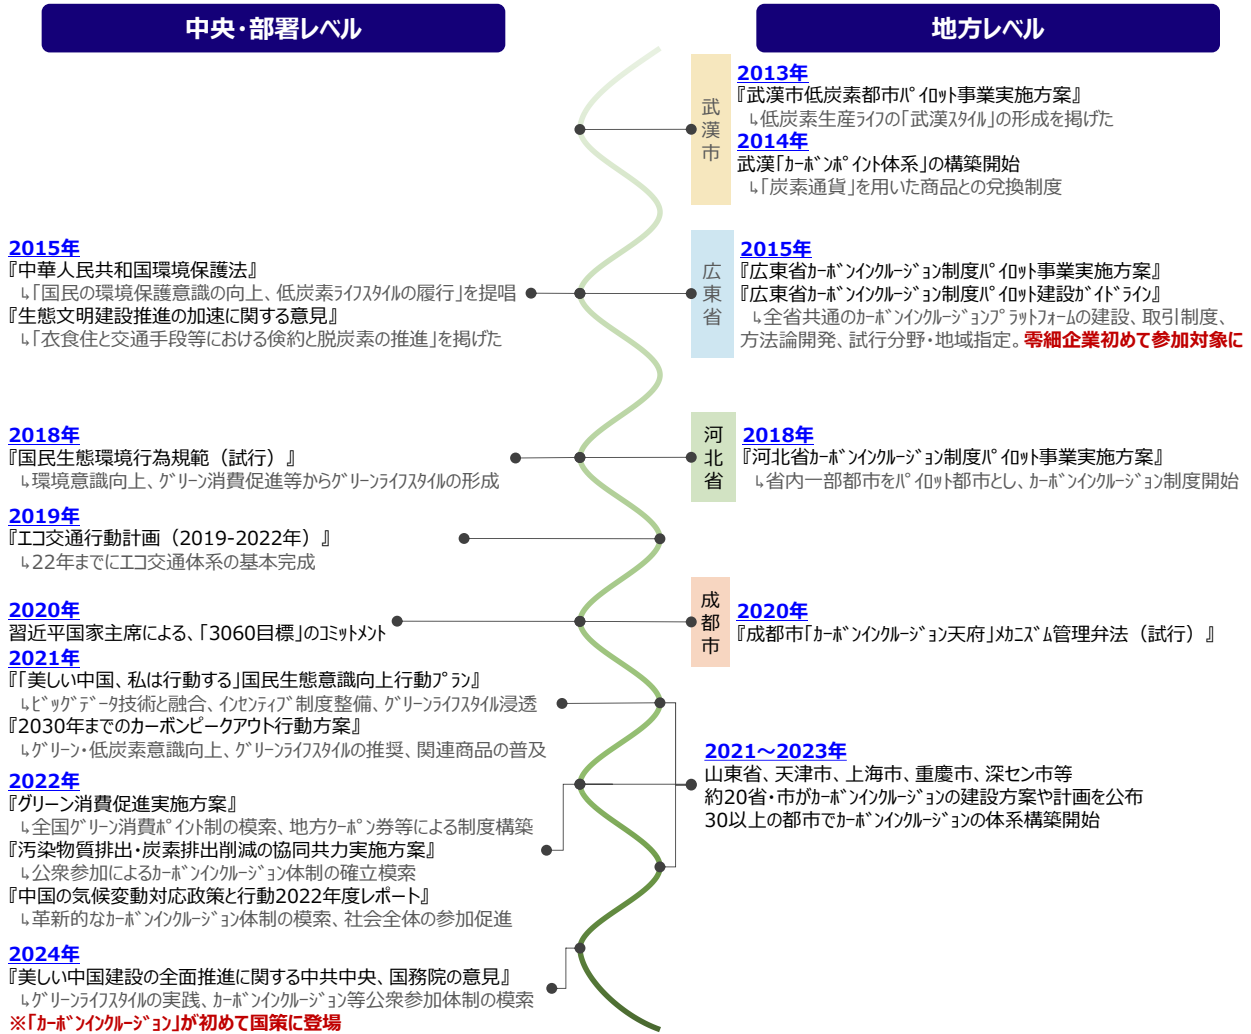 中央・部署レベル
2015年
『中華人民共和国環境保護法』
↳「国民の環境保護意識の向上、低炭素ﾗｲﾌｽﾀｲﾙの履行」を提唱
『生態文明建設推進の加速に関する意見』
↳「衣食住と交通手段等における倹約と脱炭素の推進」を掲げた
2018年
『国民生態環境行為規範（試行）』
↳環境意識向上、ｸﾞﾘｰﾝ消費促進等からｸﾞﾘｰﾝﾗｲﾌｽﾀｲﾙの形成
2019年
『エコ交通行動計画（2019-2022年）』
↳22年までにエコ交通体系の基本完成
2020年
習近平国家主席による、「3060目標」のｺﾐｯﾄﾒﾝﾄ
2021年
『「美しい中国、私は行動する」国民生態意識向上行動プラン』
↳ﾋﾞｯｸﾞﾃﾞｰﾀ技術と融合、ｲﾝｾﾝﾃｨﾌﾞ制度整備、ｸﾞﾘｰﾝﾗｲﾌｽﾀｲﾙ浸透
『2030年までのカーボンピークアウト行動方案』
↳ｸﾞﾘｰﾝ・低炭素意識向上、ｸﾞﾘｰﾝﾗｲﾌｽﾀｲﾙの推奨、関連商品の普及
2022年
『グリーン消費促進実施方案』
↳全国ｸﾞﾘｰﾝ消費ﾎﾟｲﾝﾄ制の模索、地方ｸｰﾎﾟﾝ券等による制度構築
『汚染物質排出・炭素排出削減の協同共力実施方案』
↳公衆参加によるｶｰﾎﾞﾝｲﾝｸﾙｰｼﾞｮﾝ体制の確立模索
『中国の気候変動対応政策と行動2022年度レポート』
↳革新的なｶｰﾎﾞﾝｲﾝｸﾙｰｼﾞｮﾝ体制の模索、社会全体の参加促進
2024年
『美しい中国建設の全面推進に関する中共中央、国務院の意見』
↳ｸﾞﾘｰﾝﾗｲﾌｽﾀｲﾙの実践、ｶｰﾎﾞﾝｲﾝｸﾙｰｼﾞｮﾝ等公衆参加体制の模索
※「ｶｰﾎﾞﾝｲﾝｸﾙｰｼﾞｮﾝ」が初めて国策に登場
地方レベル
武漢市
2013年
『武漢市低炭素都市ﾊﾟｲﾛｯﾄ事業実施方案』
↳低炭素生産ﾗｲﾌの「武漢ｽﾀｲﾙ」の形成を掲げた
2014年
武漢「ｶｰﾎﾞﾝﾎﾟｲﾝﾄ体系」の構築開始
↳「炭素通貨」を用いた商品との兌換制度
広東省
2015年
『広東省ｶｰﾎﾞﾝｲﾝｸﾙｰｼﾞｮﾝ制度ﾊﾟｲﾛｯﾄ事業実施方案』
『広東省ｶｰﾎﾞﾝｲﾝｸﾙｰｼﾞｮﾝ制度ﾊﾟｲﾛｯﾄ建設ｶﾞｲﾄﾞﾗｲﾝ』
↳全省共通のｶｰﾎﾞﾝｲﾝｸﾙｰｼﾞｮﾝﾌﾟﾗｯﾄﾌｫｰﾑの建設、取引制度、
方法論開発、試行分野・地域指定。零細企業初めて参加対象に
河北省
2018年
『河北省ｶｰﾎﾞﾝｲﾝｸﾙｰｼﾞｮﾝ制度ﾊﾟｲﾛｯﾄ事業実施方案』
↳省内一部都市をﾊﾟｲﾛｯﾄ都市とし、ｶｰﾎﾞﾝｲﾝｸﾙｰｼﾞｮﾝ制度開始
成都市
2020年
『成都市「ｶｰﾎﾞﾝｲﾝｸﾙｰｼﾞｮﾝ天府」ﾒｶﾆｽﾞﾑ管理弁法（試行）』
2021～2023年
山東省、天津市、上海市、重慶市、深セン市等
約20省・市がｶｰﾎﾞﾝｲﾝｸﾙｰｼﾞｮﾝの建設方案や計画を公布
30以上の都市でｶｰﾎﾞﾝｲﾝｸﾙｰｼﾞｮﾝの体系構築開始